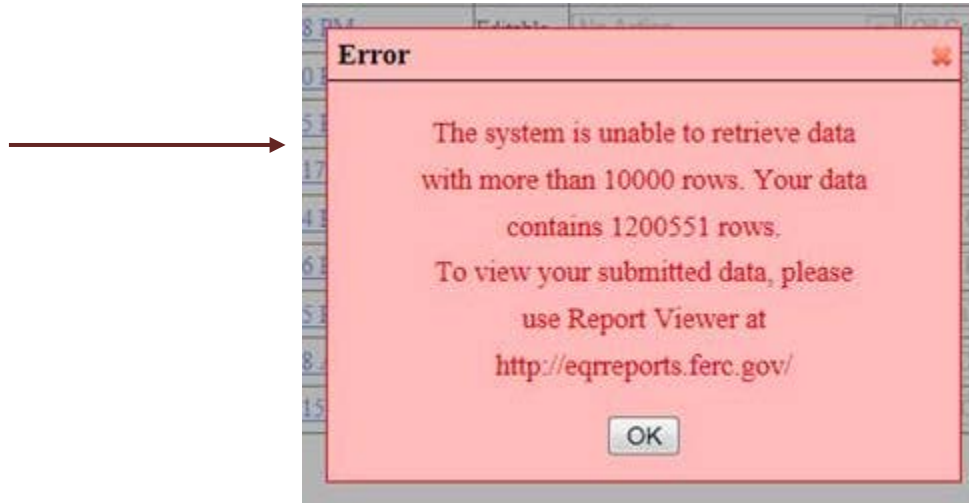 Error
The system is unable to retrieve data
with more than 10000 rows. Your data
contains 1200551 rows.
To view your submitted data, please
use Report Viewer at
http://eqrreports.ferc.gov/
OK